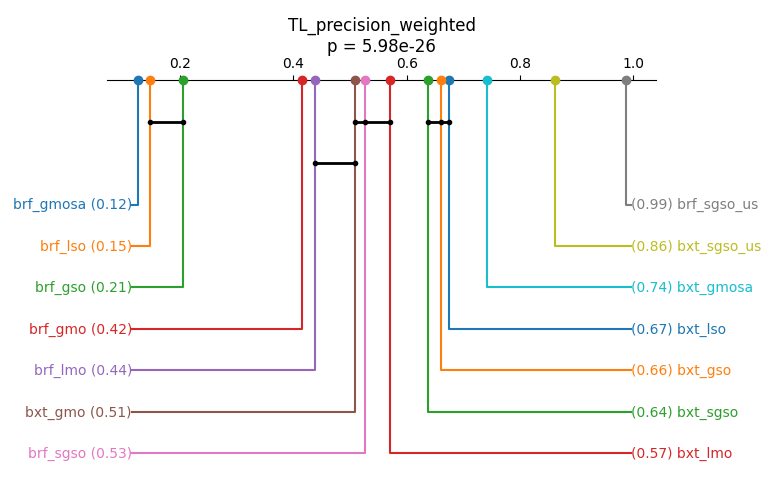 TL_precision_weighted
p = 5.98e-26
0.2 0.4 0.6 0.8 1.0
brf_gmosa (0.12) (0.99) brf_sgso_us
brf_lso (0.15) (0.86) bxt_sgso_us
brf_gso (0.21) (0.74) bxt_gmosa
brf_gmo (0.42) (0.67) bxt_lso
brf_lmo (0.44) (0.66) bxt_gso
bxt_gmo (0.51) (0.64) bxt_sgso
brf_sgso (0.53) (0.57) bxt_lmo